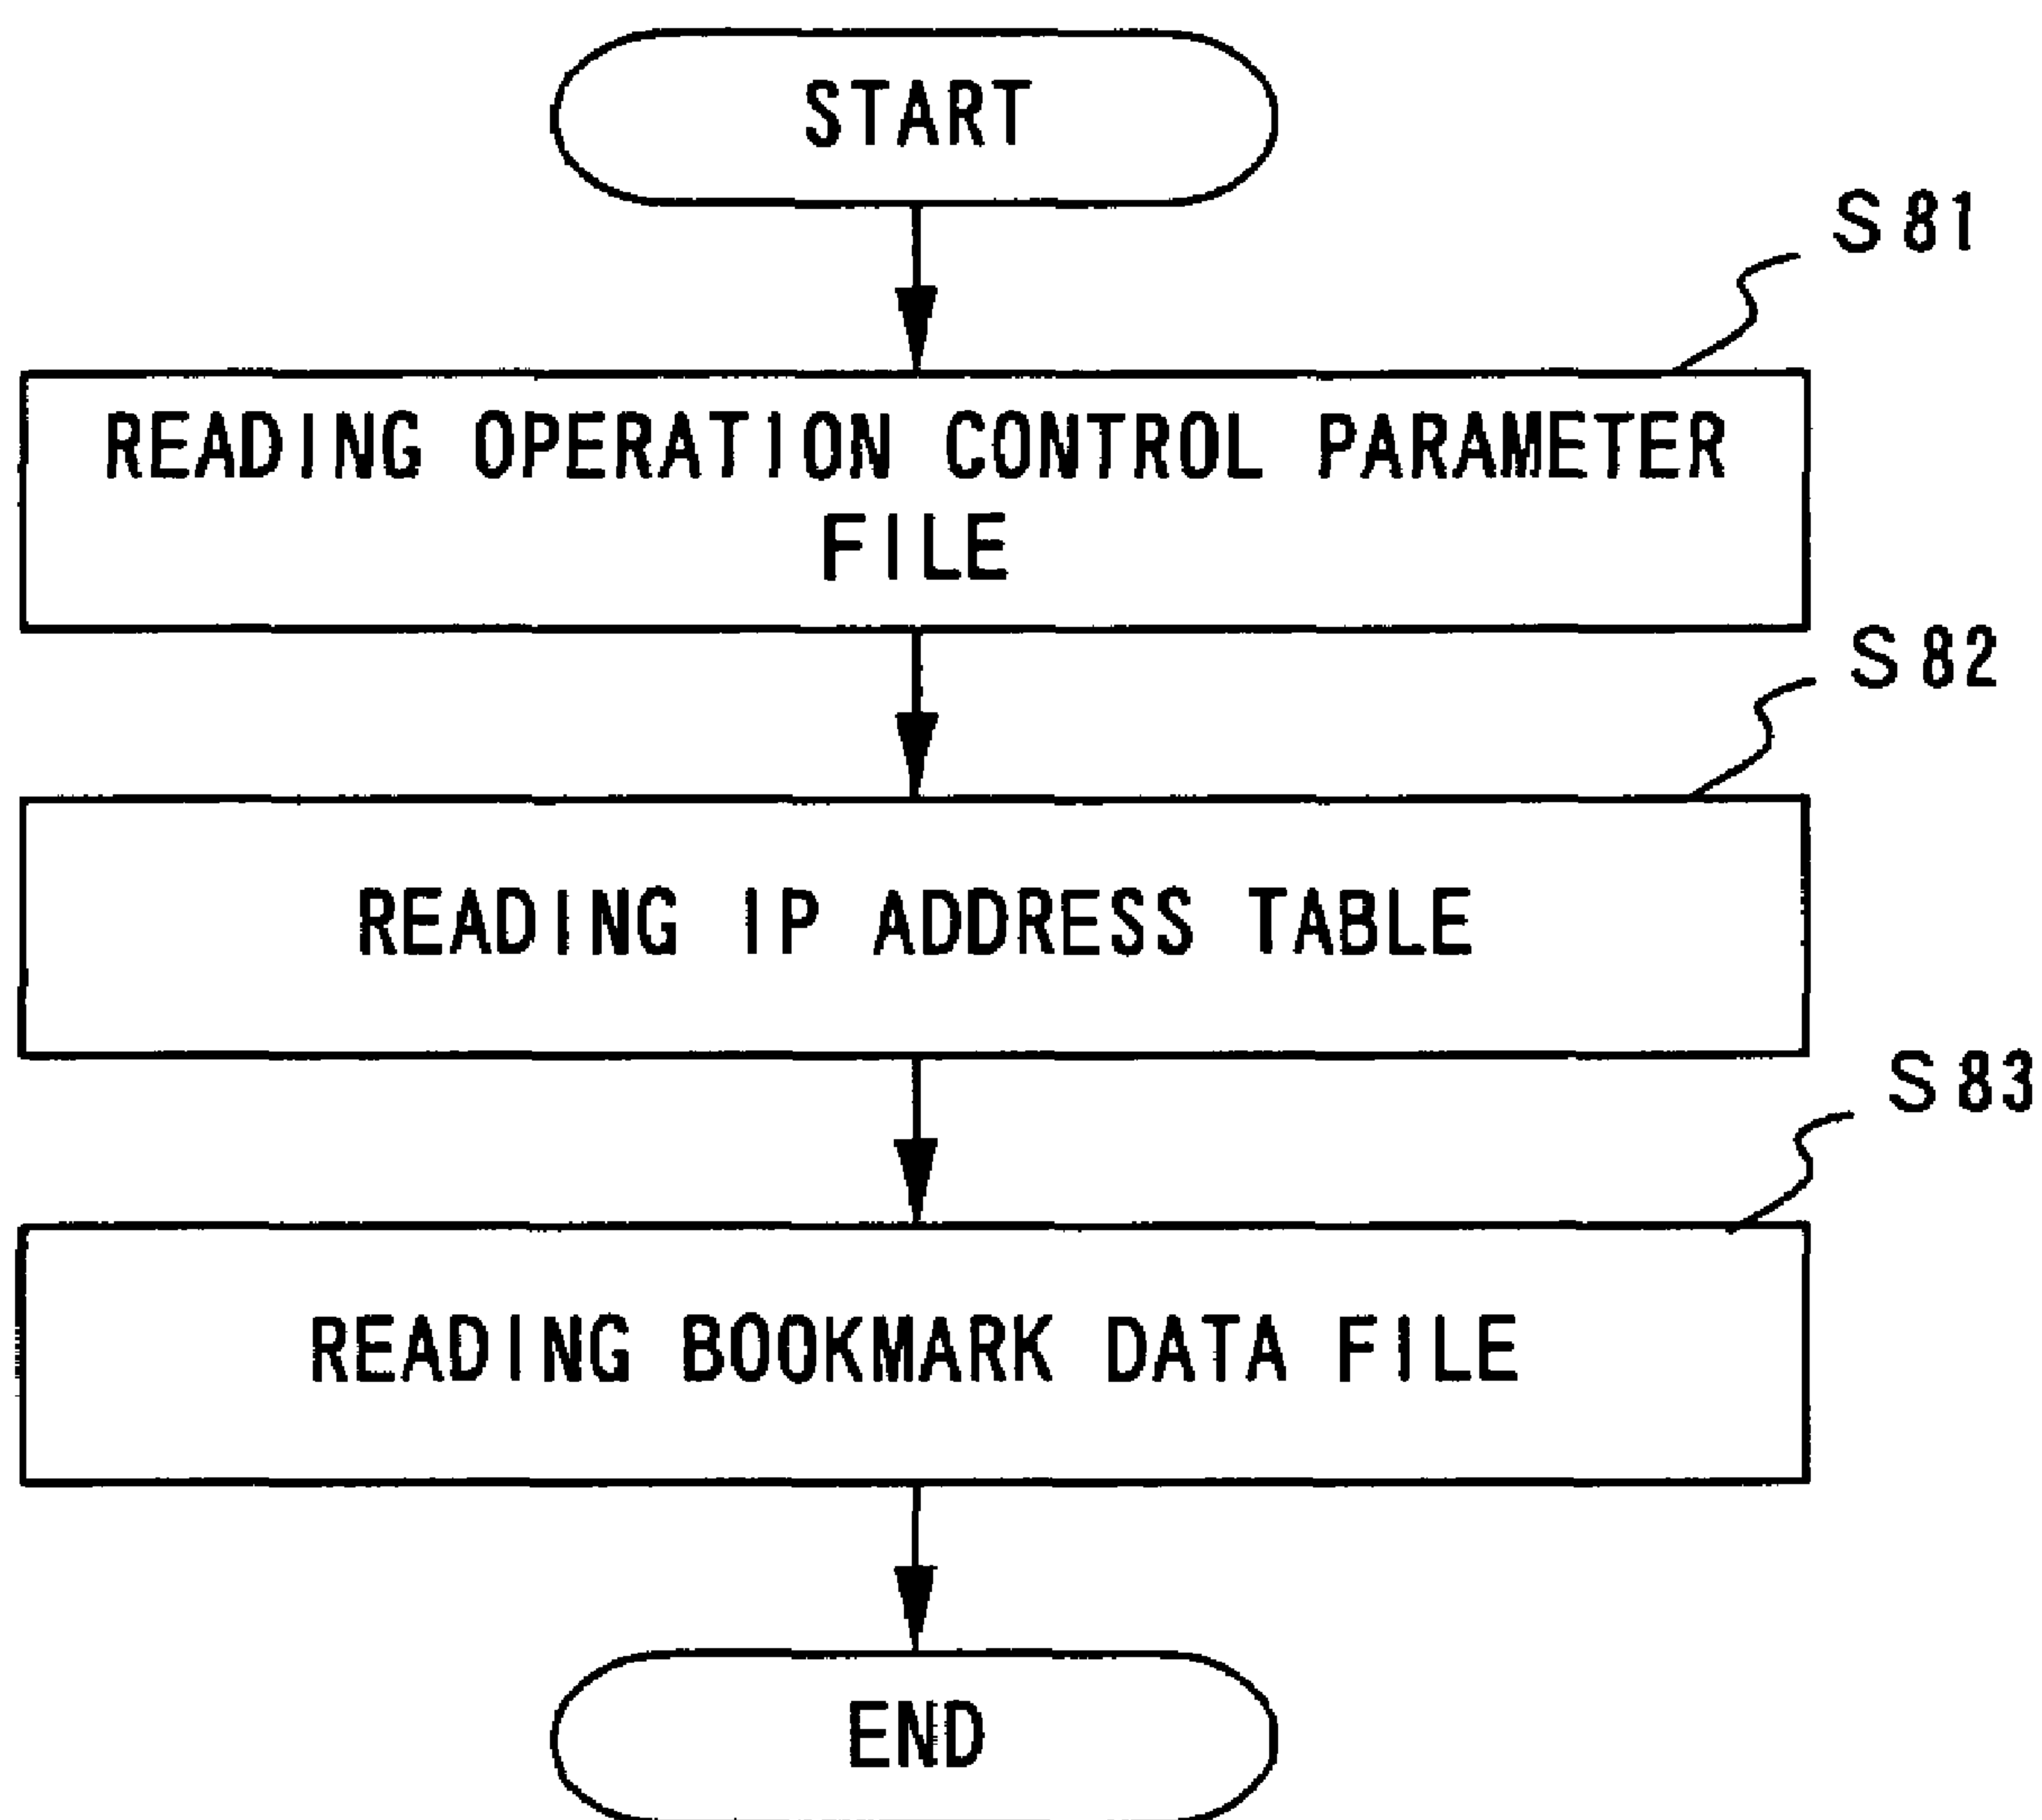 START
S81
READING OPERATION CONTROL PARAMETER
FILE
S82
READING IP ADDRESS TABLE
S83
READING BOOKMARK DATA FILE
END